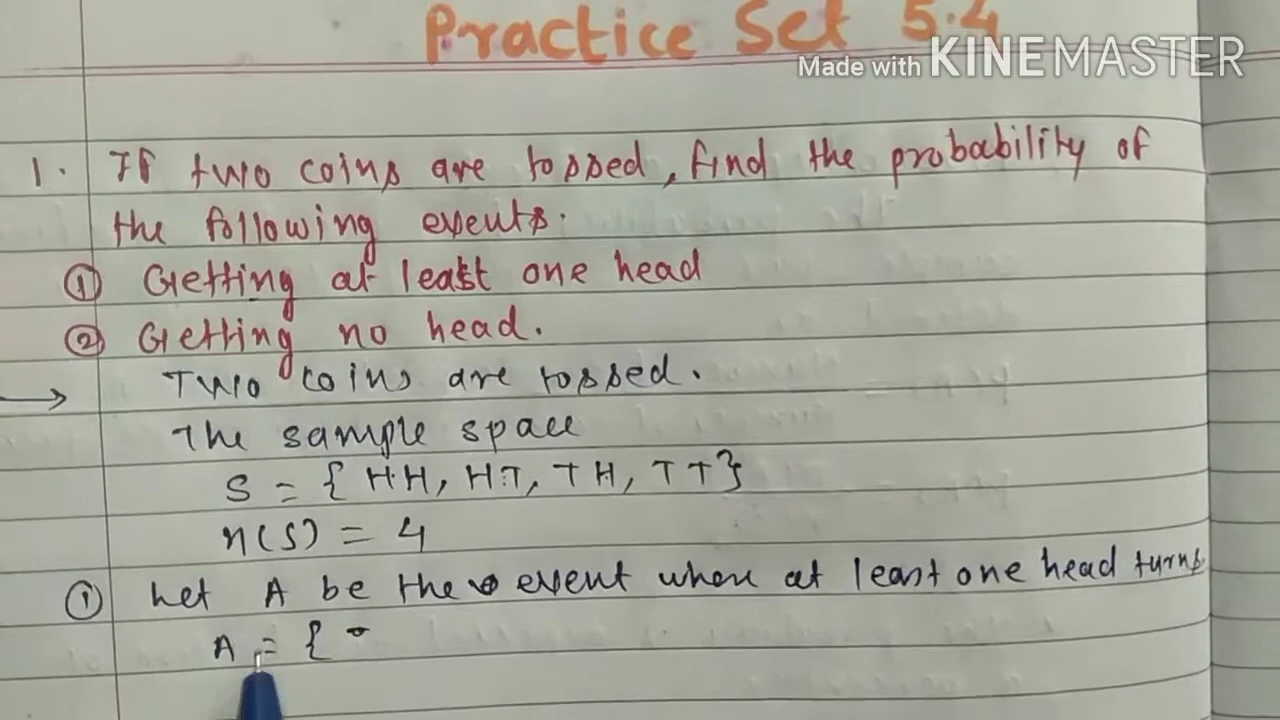 Practice Set 5.4
Made with KINEMASTER
1. If two coins are tossed, find the probability of
the following events.
① Getting at least one head
② Getting no head.
→ Two coins are tossed.
The sample space
S = { HH, HT, TH, TT}
n(S) = 4
① Let A be the event where at least one head turns
A = {